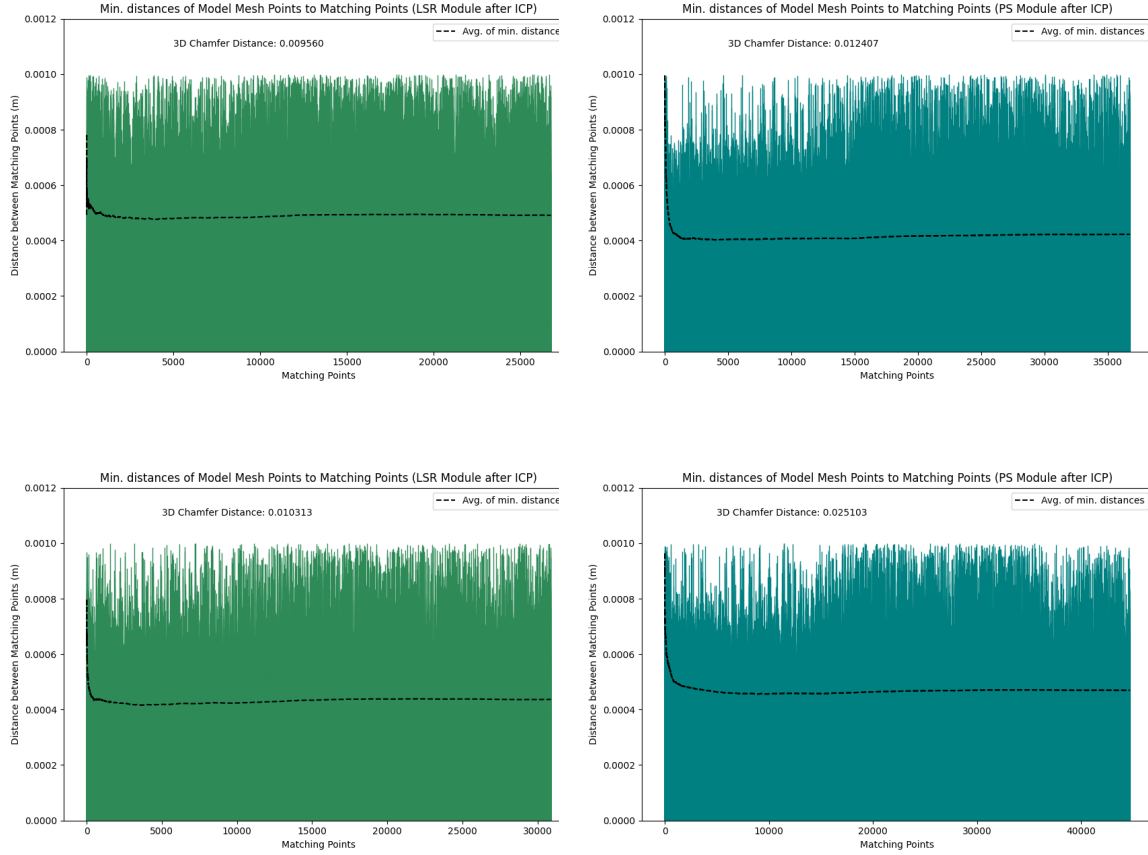 Min. distances of Model Mesh Points to Matching Points (LSR Module after ICP)
0.0012
Avg. of min. distances
3D Chamfer Distance: 0.009560
0.0010
0.0008
0.0006
0.0004
0.0002
0.0000
Distance between Matching Points (m)
0 5000 10000 15000 20000 25000
Matching Points
Min. distances of Model Mesh Points to Matching Points (PS Module after ICP)
0.0012
Avg. of min. distances
3D Chamfer Distance: 0.012407
0.0010
0.0008
0.0006
0.0004
0.0002
0.0000
Distance between Matching Points (m)
0 5000 10000 15000 20000 25000 30000 35000
Matching Points
Min. distances of Model Mesh Points to Matching Points (LSR Module after ICP)
0.0012
Avg. of min. distances
3D Chamfer Distance: 0.010313
0.0010
0.0008
0.0006
0.0004
0.0002
0.0000
Distance between Matching Points (m)
0 5000 10000 15000 20000 25000 30000
Matching Points
Min. distances of Model Mesh Points to Matching Points (PS Module after ICP)
0.0012
Avg. of min. distances
3D Chamfer Distance: 0.025103
0.0010
0.0008
0.0006
0.0004
0.0002
0.0000
Distance between Matching Points (m)
0 10000 20000 30000 40000
Matching Points